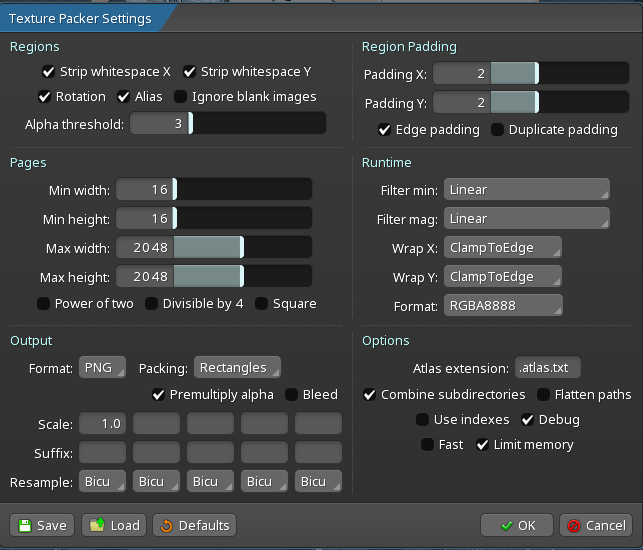 Texture Packer Settings
Regions
Strip whitespace X Strip whitespace Y
Rotation Alias Ignore blank images
Alpha threshold: 3
Region Padding
Padding X: 2
Padding Y: 2
Edge padding Duplicate padding
Pages
Min width: 16
Min height: 16
Max width: 2048
Max height: 2048
Power of two Divisible by 4 Square
Runtime
Filter min: Linear
Filter mag: Linear
Wrap X: ClampToEdge
Wrap Y: ClampToEdge
Format: RGBA8888
Output
Format: PNG Packing: Rectangles
Premultiply alpha Bleed
Scale: 1.0
Suffix:
Resample: Bicu Bicu Bicu Bicu Bicu
Options
Atlas extension: .atlas.txt
Combine subdirectories Flatten paths
Use indexes Debug
Fast Limit memory
Save Load Defaults OK Cancel